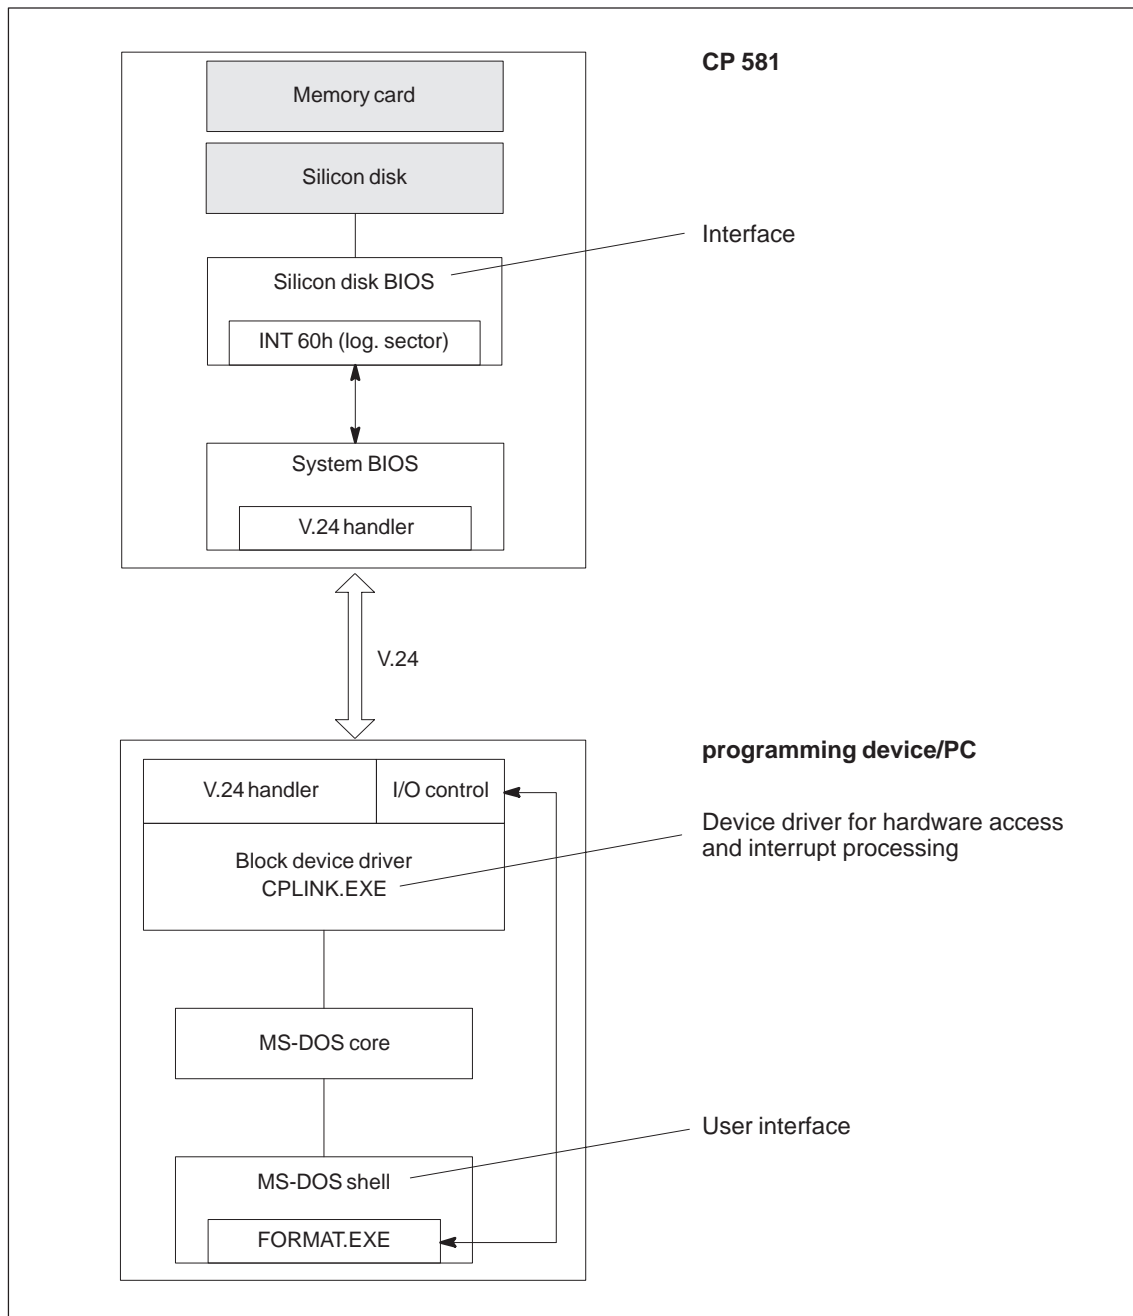 CP 581
Memory card
Silicon disk
Interface
Silicon disk BIOS
INT 60h (log. sector)
System BIOS
V.24 handler
V.24
programming device/PC
V.24 handler
I/O control
Device driver for hardware access
and interrupt processing
Block device driver
CPLINK.EXE
MS-DOS core
User interface
MS-DOS shell
FORMAT.EXE